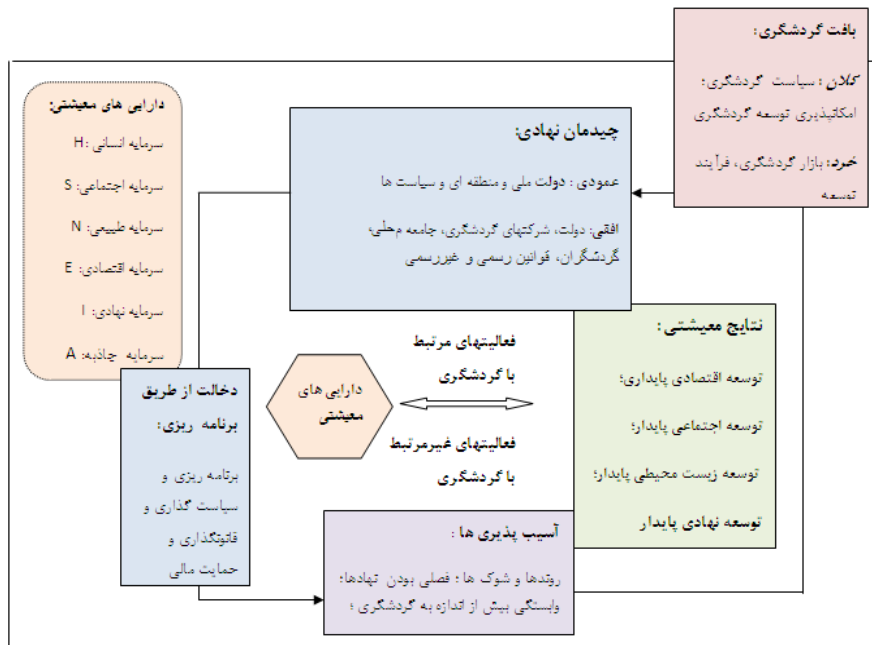 بافت گردشگری:
کلان: سیاست گردشگری؛
امکانپذیری توسعه گردشگری
خرد: بازار گردشگری، فرآیند
توسعه
دارایی های معیشتی:
سرمایه انسانی: H
سرمایه اجتماعی: S
سرمایه طبیعی: N
سرمایه اقتصادی: E
سرمایه نهادی: I
سرمایه جاذبه: A
چیدمان نهادی:
عمودی: دولت ملی و منطقه ای و سیاست ها
افقی: دولت، شرکتهای گردشگری، جامعه محلی،
گردشگران، قوانین رسمی و غیررسمی
نتایج معیشتی:
توسعه اقتصادی پایداری؛
توسعه اجتماعی پایدار؛
توسعه زیست محیطی پایدار؛
توسعه نهادی پایدار
فعالیتهای مرتبط
با گردشگری
دارایی های
معیشتی
فعالیتهای غیرمرتبط
با گردشگری
دخالت از طریق
برنامه ریزی:
برنامه ریزی و
سیاست گذاری و
قانونگذاری و
حمایت مالی
آسیب پذیری ها :
روندها و شوک ها ؛ فصلی بودن نهادها؛
وابستگی بیش از اندازه به گردشگری ؛